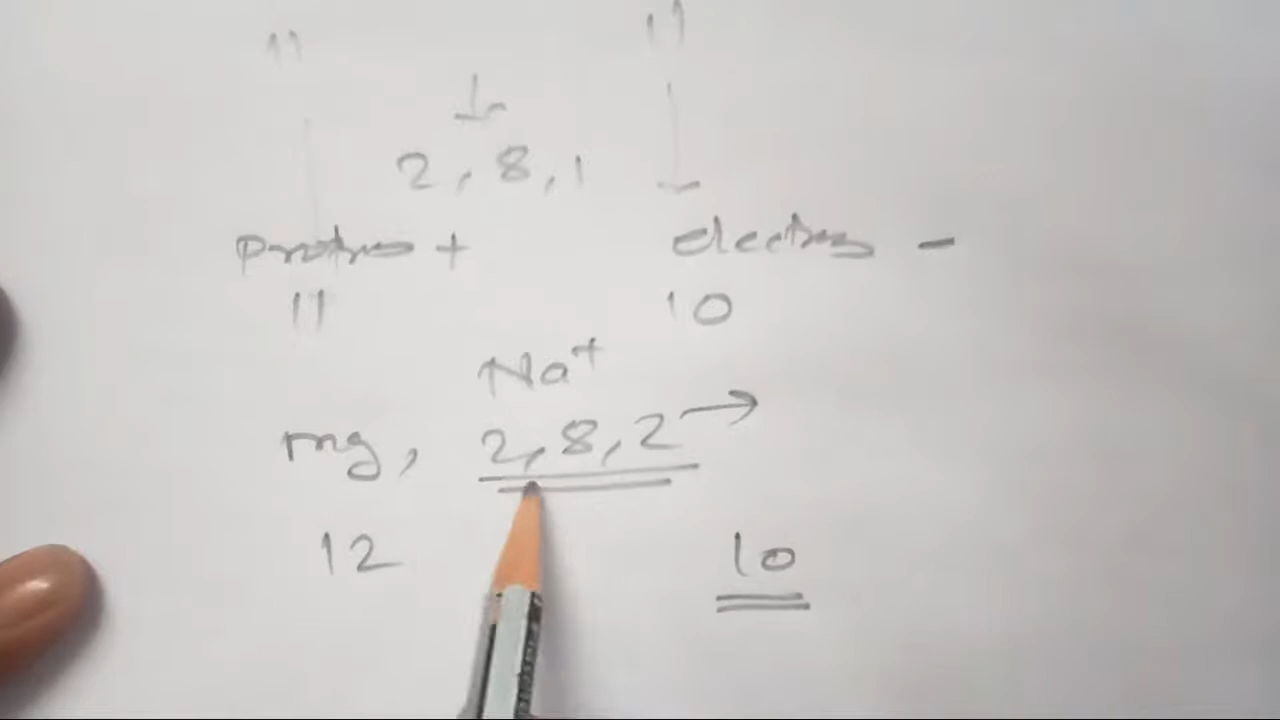 11 11
2, 8, 1
protons + electrons -
11 10
Na+
mg, 2, 8, 2 →
12 10